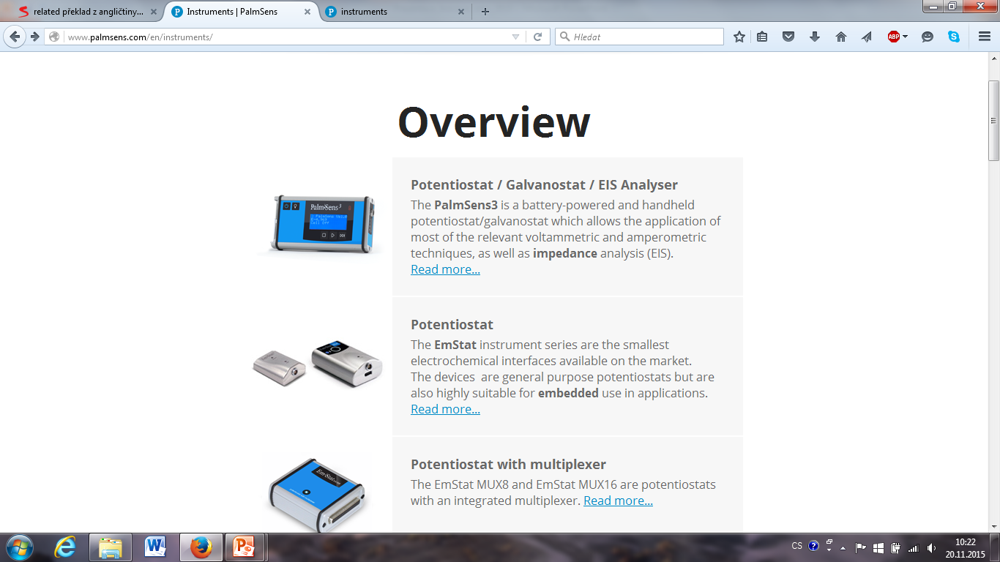 related překlad z angličtiny...
Instruments | PalmSens
instruments
www.palmsens.com/en/instruments/
Hledat
ABP
Overview
Potentiostat / Galvanostat / EIS Analyser
The PalmSens3 is a battery-powered and handheld
potentiostat/galvanostat which allows the application of
most of the relevant voltammetric and amperometric
techniques, as well as impedance analysis (EIS).
Read more...
PalmSens3
Potentiostat
The EmStat instrument series are the smallest
electrochemical interfaces available on the market.
The devices  are general purpose potentiostats but are
also highly suitable for embedded use in applications.
Read more...
Potentiostat with multiplexer
The EmStat MUX8 and EmStat MUX16 are potentiostats
with an integrated multiplexer. Read more...
EmStat
CS
10:22
20.11.2015